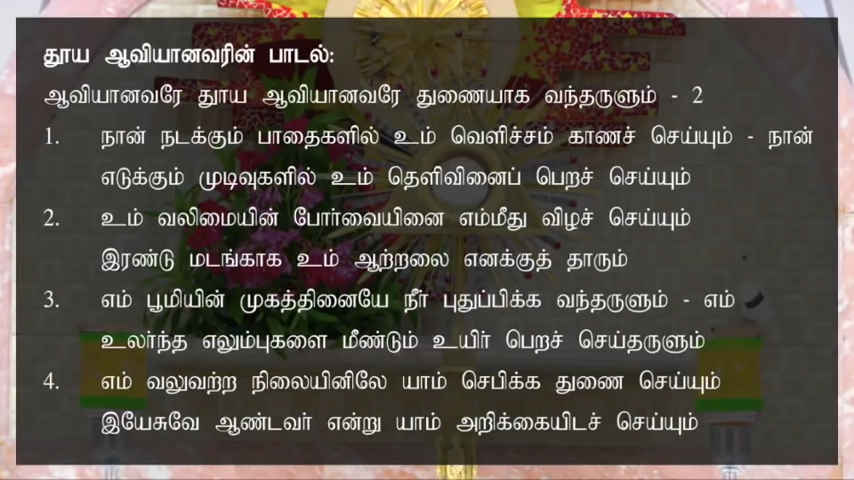 தூய ஆவியானவரின் பாடல்:
ஆவியானவரே தூய ஆவியானவரே துணையாக வந்தருளும் - 2
1. நான் நடக்கும் பாதைகளில் உம் வெளிச்சம் காணச் செய்யும் - நான்
எடுக்கும் முடிவுகளில் உம் தெளிவினைப் பெறச் செய்யும்
2. உம் வலிமையின் போர்வையினை எம்மீது விழச் செய்யும்
இரண்டு மடங்காக உம் ஆற்றலை எனக்குத் தாரும்
3. எம் பூமியின் முகத்தினையே நீர் புதுப்பிக்க வந்தருளும் - எம்
உலர்ந்த எலும்புகளை மீண்டும் உயிர் பெறச் செய்தருளும்
4. எம் வலுவற்ற நிலையினிலே யாம் செபிக்க துணை செய்யும்
இயேசுவே ஆண்டவர் என்று யாம் அறிக்கையிடச் செய்யும்